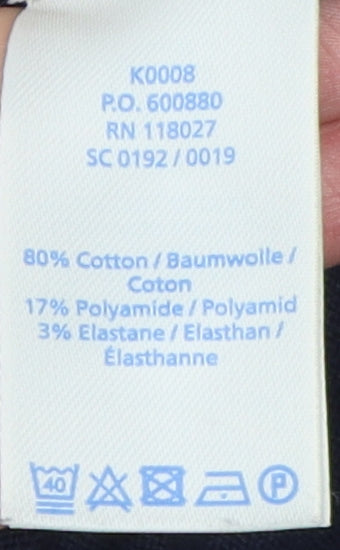 K0008
P.O. 600880
RN 118027
SC 0192 / 0019
80% Cotton / Baumwolle /
Coton
17% Polyamide / Polyamid
3% Elastane / Elasthan /
Élasthanne
40 P